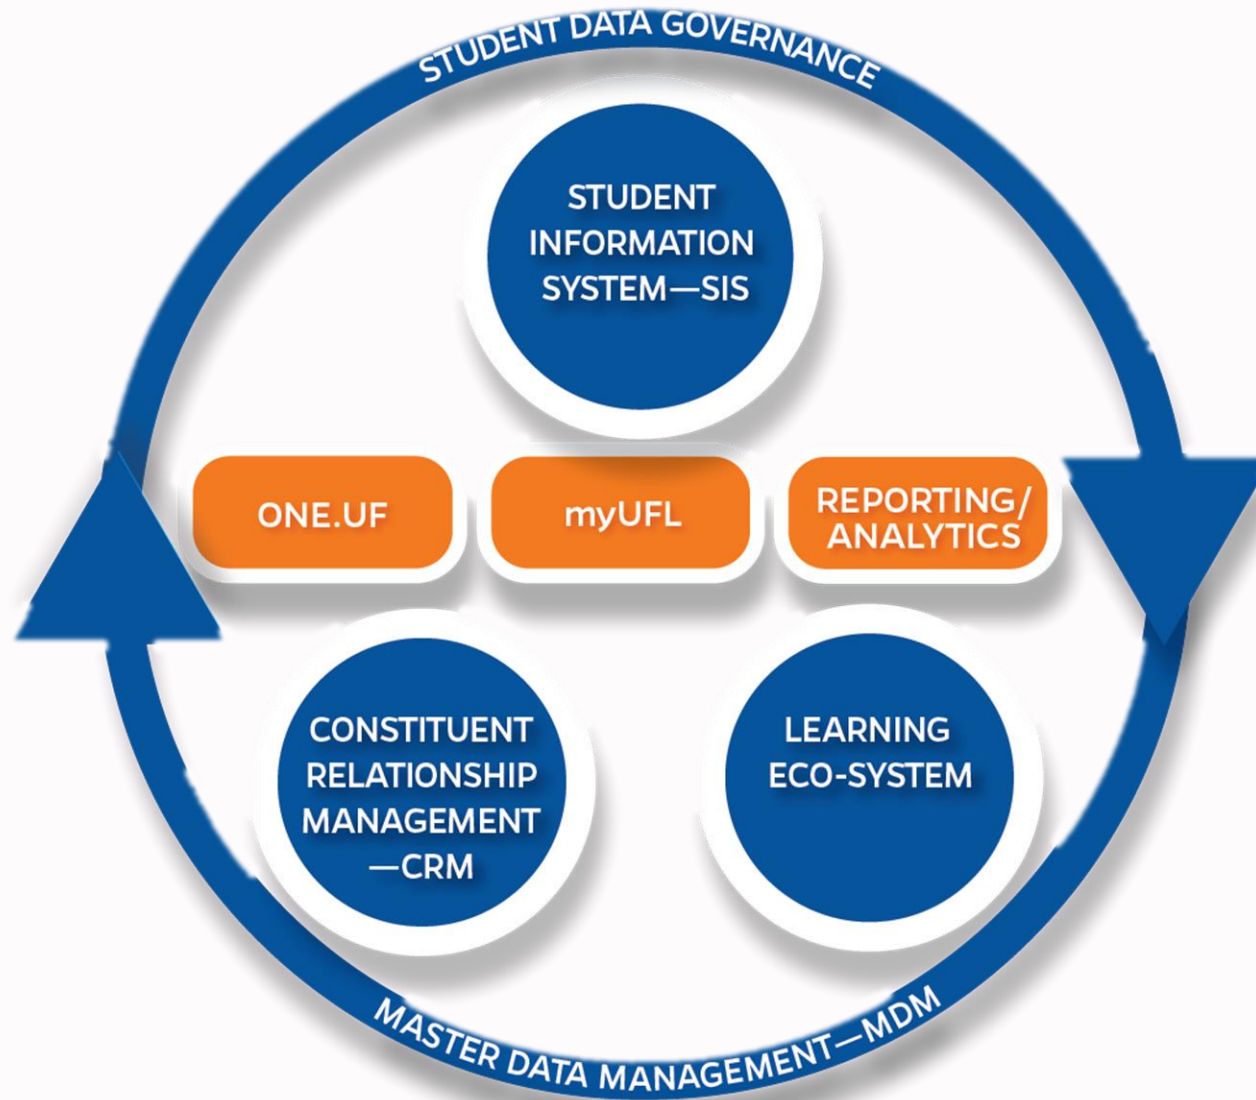 STUDENT DATA GOVERNANCE
STUDENT
INFORMATION
SYSTEM—SIS
ONE.UF
myUFL
REPORTING/
ANALYTICS
CONSTITUENT
RELATIONSHIP
MANAGEMENT
—CRM
LEARNING
ECO-SYSTEM
MASTER DATA MANAGEMENT—MDM